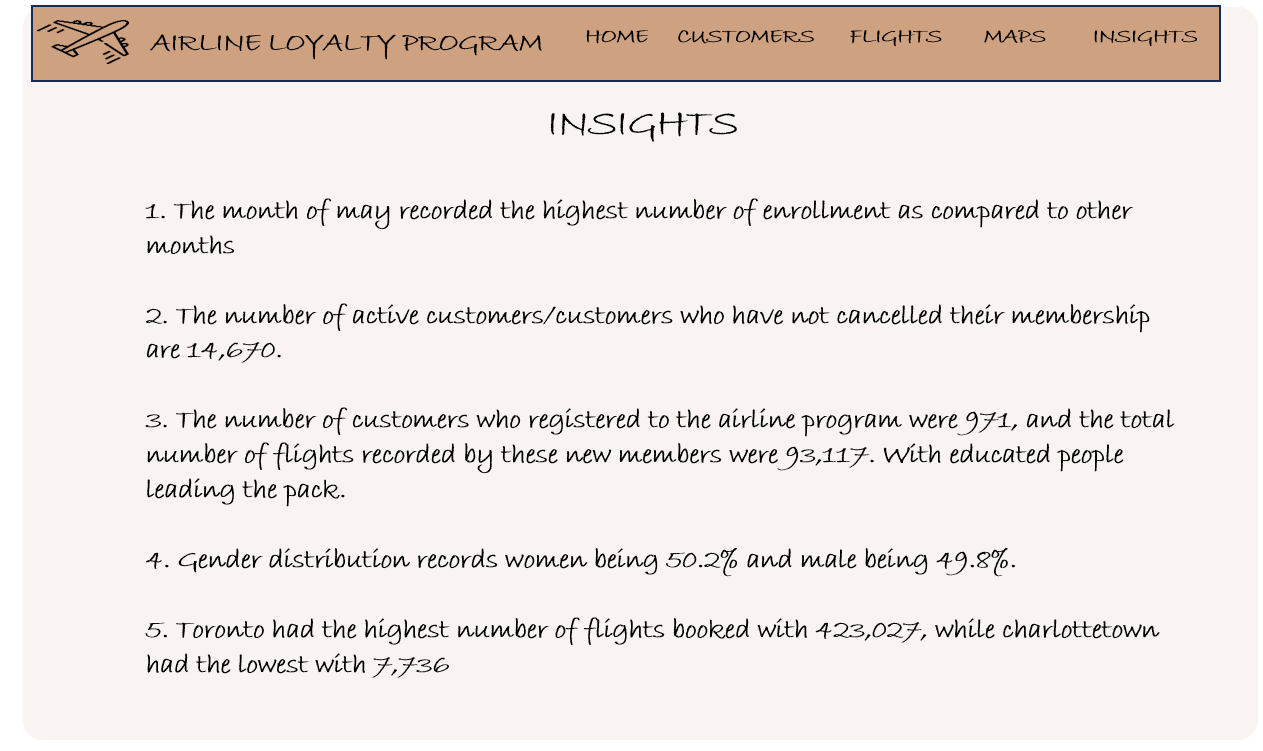 AIRLINE LOYALTY PROGRAM HOME CUSTOMERS FLIGHTS MAPS INSIGHTS
INSIGHTS
1. The month of may recorded the highest number of enrollment as compared to other
months
2. The number of active customers/customers who have not cancelled their membership
are 14,670.
3. The number of customers who registered to the airline program were 971, and the total
number of flights recorded by these new members were 93,117. With educated people
leading the pack.
4. Gender distribution records women being 50.2% and male being 49.8%.
5. Toronto had the highest number of flights booked with 423,027, while charlottetown
had the lowest with 7,736